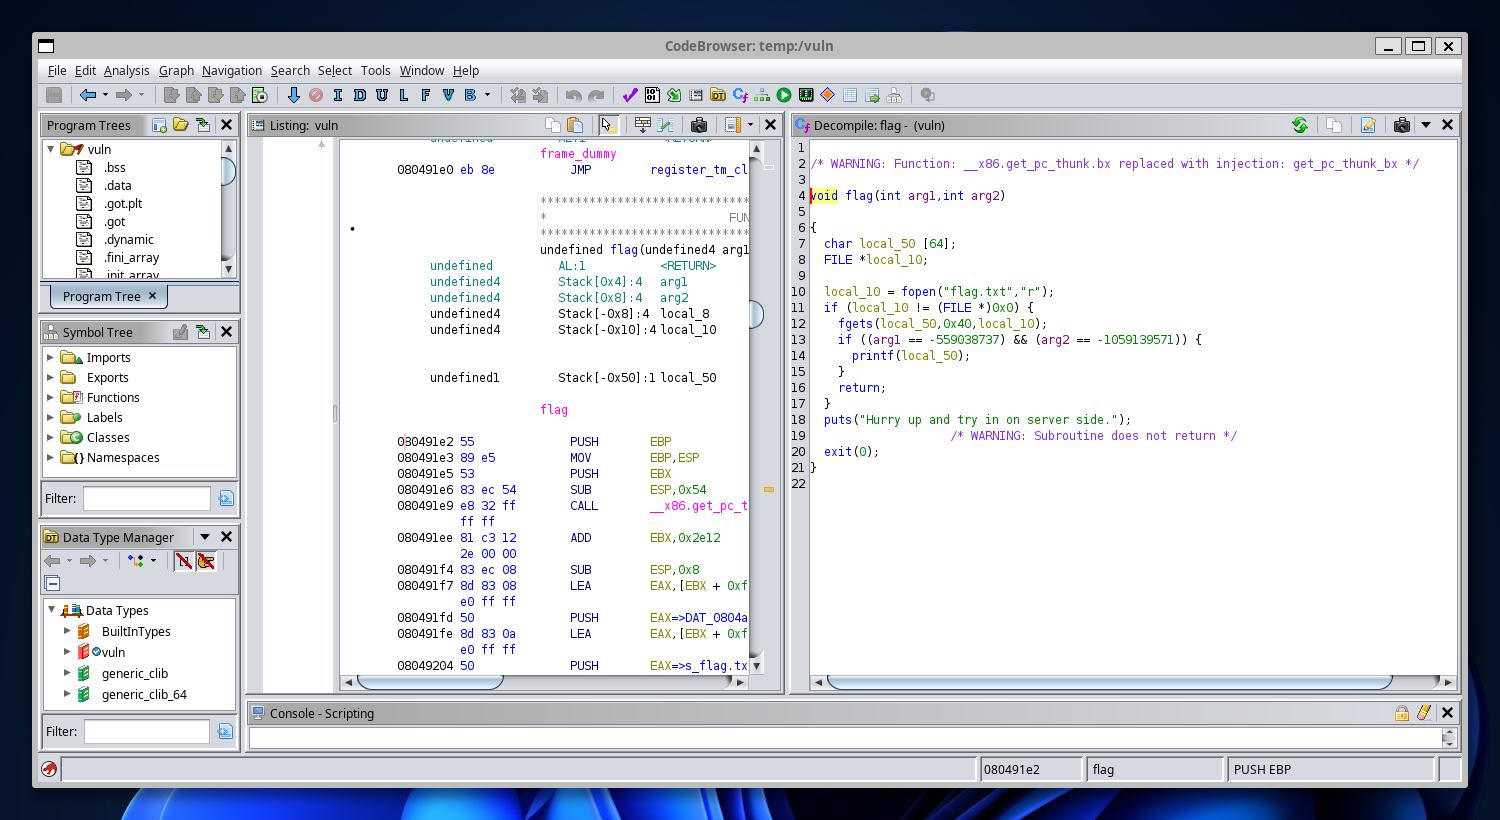 CodeBrowser: temp:/vuln
File Edit Analysis Graph Navigation Search Select Tools Window Help
I D U L F V B
Program Trees
vuln
.bss
.data
.got.plt
.got
.dynamic
.fini_array
.init_array
Program Tree ×
Symbol Tree
Imports
Exports
Functions
Labels
Classes
Namespaces
Filter:
Data Type Manager
Data Types
BuiltInTypes
vuln
generic_clib
generic_clib_64
Filter:
Listing: vuln
frame_dummy
080491e0 eb 8e JMP register_tm_cl
*******************************
* FUN
*******************************
undefined flag(undefined4 arg1
undefined AL:1 <RETURN>
undefined4 Stack[0x4]:4 arg1
undefined4 Stack[0x8]:4 arg2
undefined4 Stack[-0x8]:4 local_8
undefined4 Stack[-0x10]:4 local_10
undefined1 Stack[-0x50]:1 local_50
flag
080491e2 55 PUSH EBP
080491e3 89 e5 MOV EBP,ESP
080491e5 53 PUSH EBX
080491e6 83 ec 54 SUB ESP,0x54
080491e9 e8 32 ff CALL __x86.get_pc_t
ff ff
080491ee 81 c3 12 ADD EBX,0x2e12
2e 00 00
080491f4 83 ec 08 SUB ESP,0x8
080491f7 8d 83 08 LEA EAX,[EBX + 0xf
e0 ff ff
080491fd 50 PUSH EAX=>DAT_0804a
080491fe 8d 83 0a LEA EAX,[EBX + 0xf
e0 ff ff
08049204 50 PUSH EAX=>s_flag.tx
Decompile: flag - (vuln)
1
2 /* WARNING: Function: __x86.get_pc_thunk.bx replaced with injection: get_pc_thunk_bx */
3
4 void flag(int arg1,int arg2)
5
6 {
7 char local_50 [64];
8 FILE *local_10;
9
10 local_10 = fopen("flag.txt","r");
11 if (local_10 != (FILE *)0x0) {
12 fgets(local_50,0x40,local_10);
13 if ((arg1 == -559038737) && (arg2 == -1059139571)) {
14 printf(local_50);
15 }
16 return;
17 }
18 puts("Hurry up and try in on server side.");
19 /* WARNING: Subroutine does not return */
20 exit(0);
21 }
22
Console - Scripting
080491e2
flag
PUSH EBP